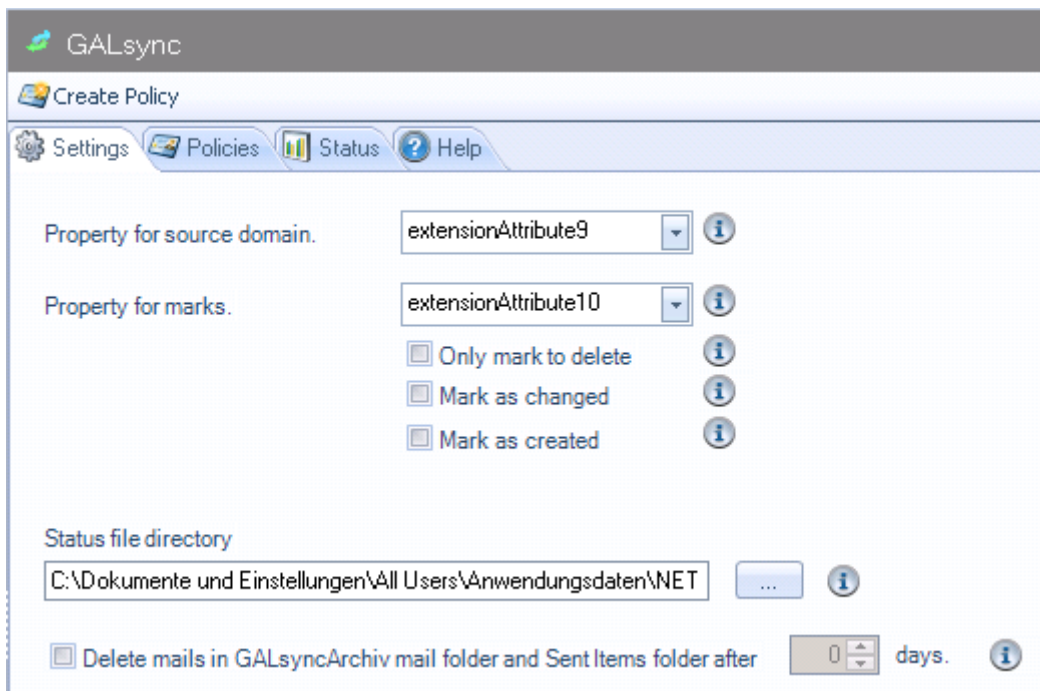 GALsync
Create Policy
Settings Policies Status Help
Property for source domain. extensionAttribute9
Property for marks. extensionAttribute10
Only mark to delete
Mark as changed
Mark as created
Status file directory
C:\Dokumente und Einstellungen\All Users\Anwendungsdaten\NET ...
Delete mails in GALsyncArchiv mail folder and Sent Items folder after 0 days.